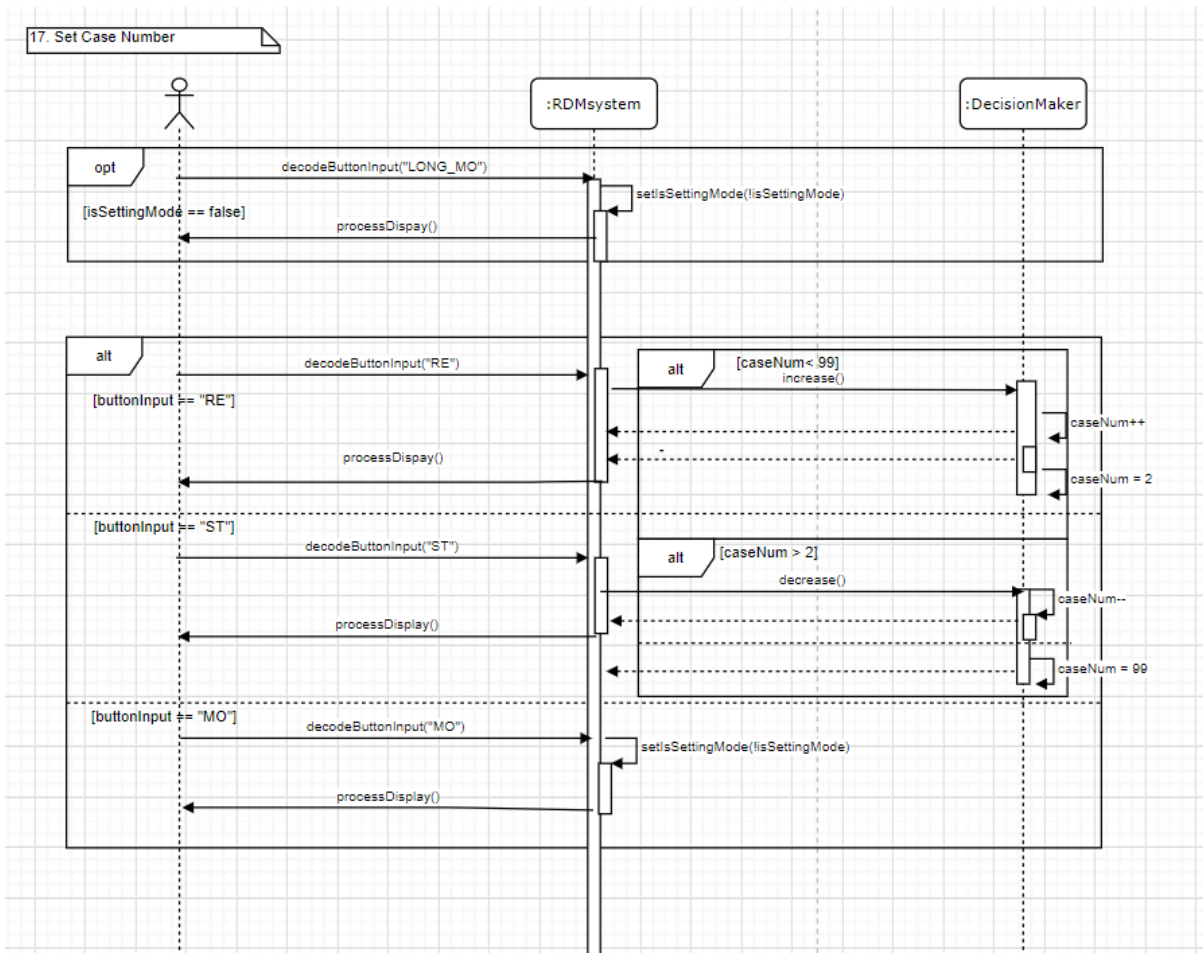 17. Set Case Number
:RDMsystem
:DecisionMaker
opt
decodeButtonInput("LONG_MO")
setIsSettingMode(!isSettingMode)
[isSettingMode == false]
processDispay()
alt
decodeButtonInput("RE")
alt
[caseNum< 99]
increase()
[buttonInput == "RE"]
caseNum++
-
processDispay()
caseNum = 2
[buttonInput == "ST"]
decodeButtonInput("ST")
alt
[caseNum > 2]
decrease()
caseNum--
processDisplay()
caseNum = 99
[buttonInput == "MO"]
decodeButtonInput("MO")
setIsSettingMode(!isSettingMode)
processDisplay()